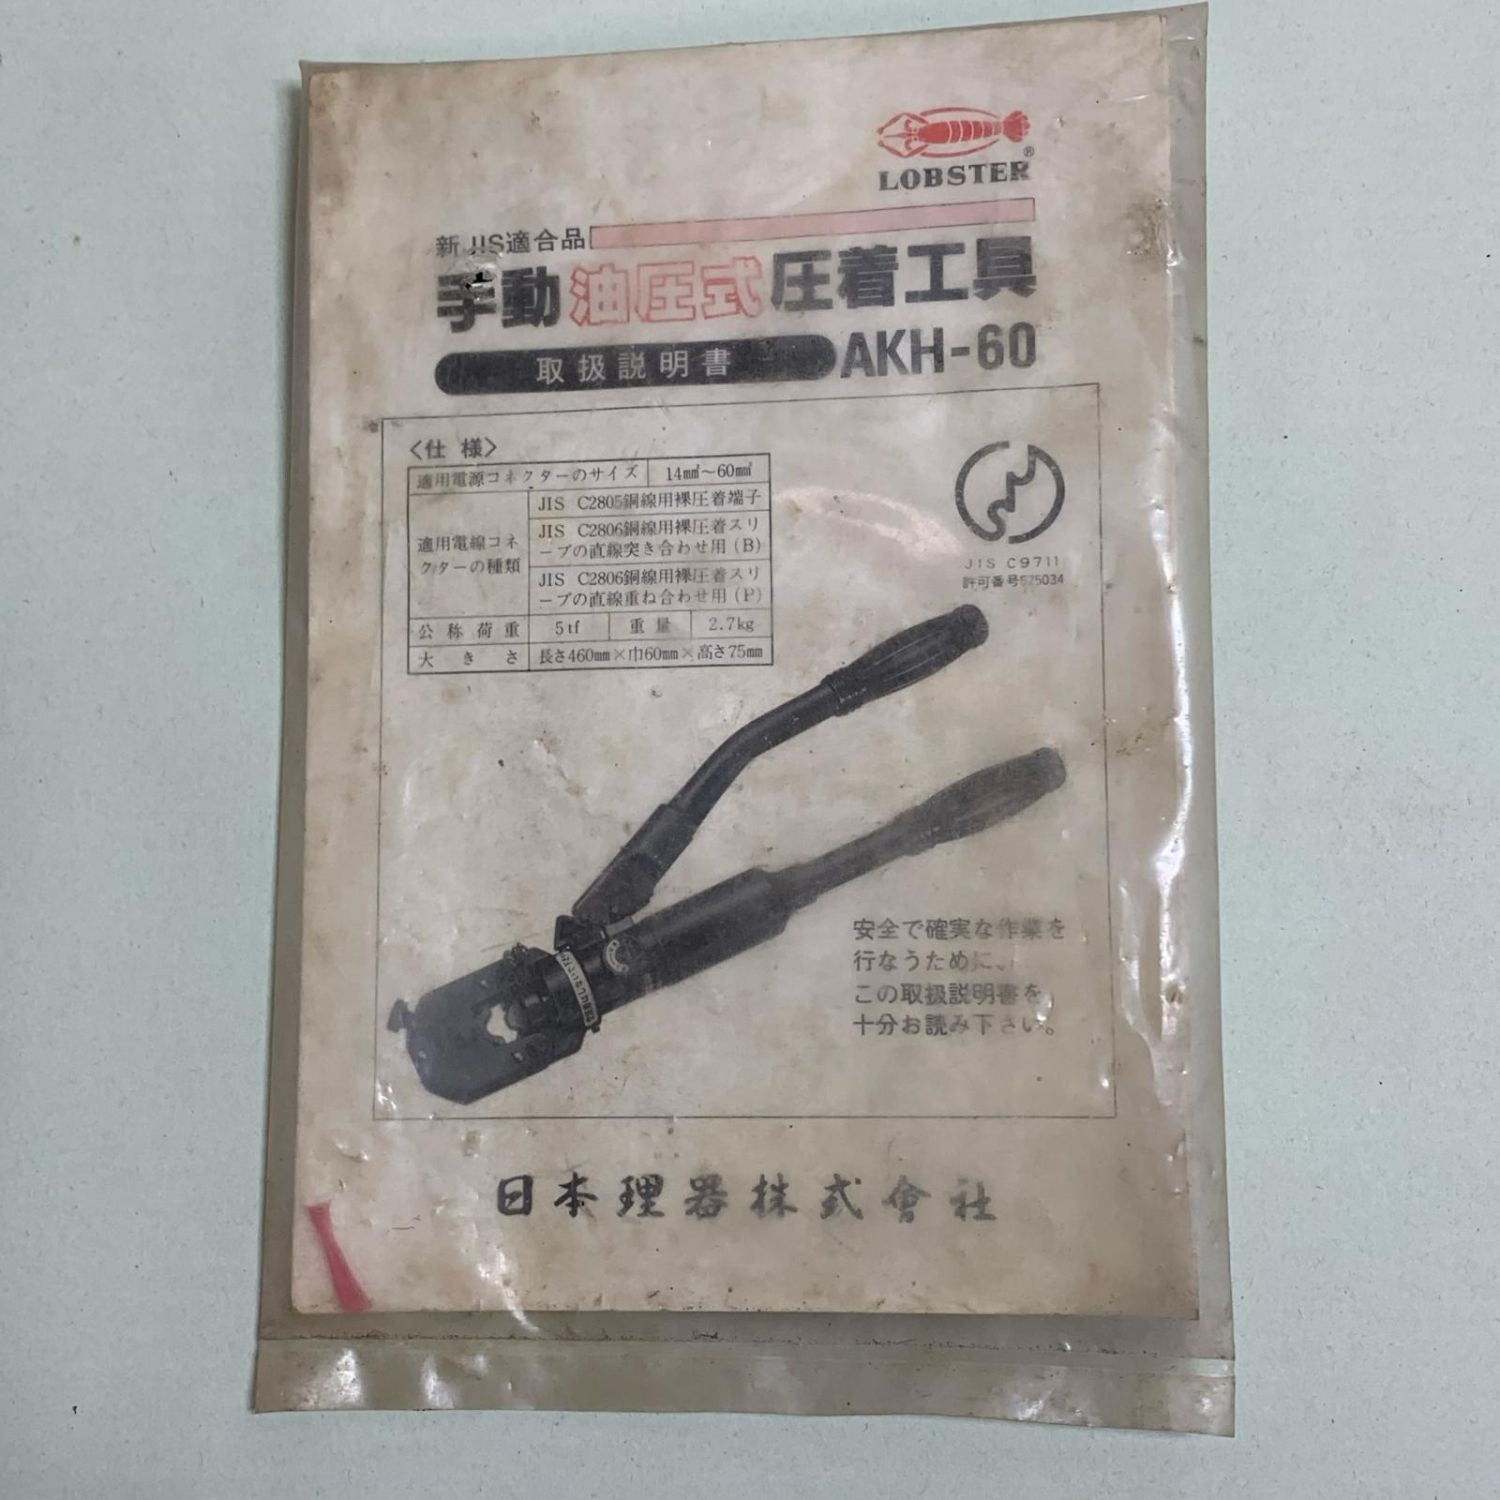 LOBSTER®
新JIS適合品
手動油圧式圧着工具
取扱説明書 AKH-60
〈仕様〉
適用電源コネクターのサイズ 14㎟～60㎟
適用電線コネクターの種類
JIS C2805銅線用裸圧着端子
JIS C2806銅線用裸圧着スリ
ーブの直線突き合わせ用(B)
JIS C2806銅線用裸圧着スリ
ーブの直線重ね合わせ用(P)
公称荷重 5tf 重量 2.7kg
大きさ 長さ460㎜×巾60㎜×高さ75㎜
JIS C9711
許可番号575034
安全で確実な作業を
行なうために、
この取扱説明書を
十分お読み下さい。
日本理器株式會社